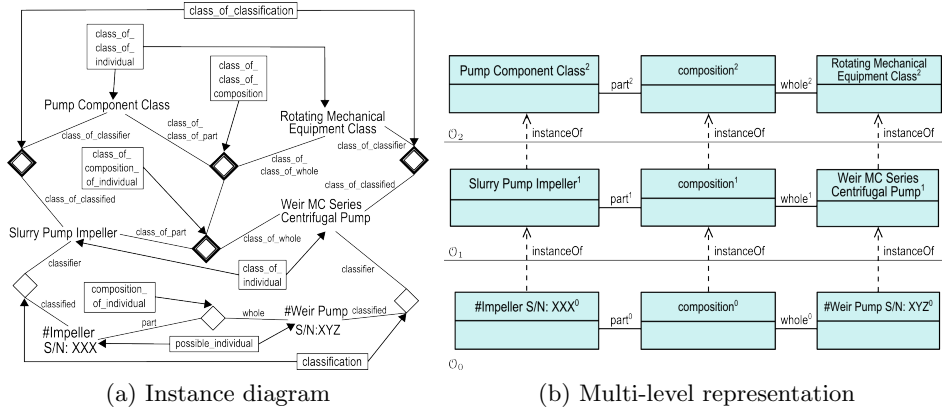 class_of_classification
class_of_
class_of_
individual
class_of_
class_of_
composition
Pump Component Class
Rotating Mechanical
Equipment Class
class_of_
class_of_part
class_of_classifier
class_of_classifier
class_of_
composition_
of_individual
class_of_
class_of_whole
class_of_classified
class_of_classified
Weir MC Series
Centrifugal Pump
Slurry Pump Impeller
class_of_part
class_of_whole
class_of_
individual
classifier
classifier
composition_
of_individual
classified
part
whole
#Weir Pump
S/N:XYZ
classified
#Impeller
S/N: XXX
possible_individual
classification
(a) Instance diagram
Pump Component Class²
part²
composition²
whole²
Rotating Mechanical
Equipment Class²
O₂
instanceOf
instanceOf
instanceOf
Slurry Pump Impeller¹
part¹
composition¹
whole¹
Weir MC Series
Centrifugal Pump¹
O₁
instanceOf
instanceOf
instanceOf
#Impeller S/N: XXX⁰
part⁰
composition⁰
whole⁰
#Weir Pump S/N: XYZ⁰
O₀
(b) Multi-level representation